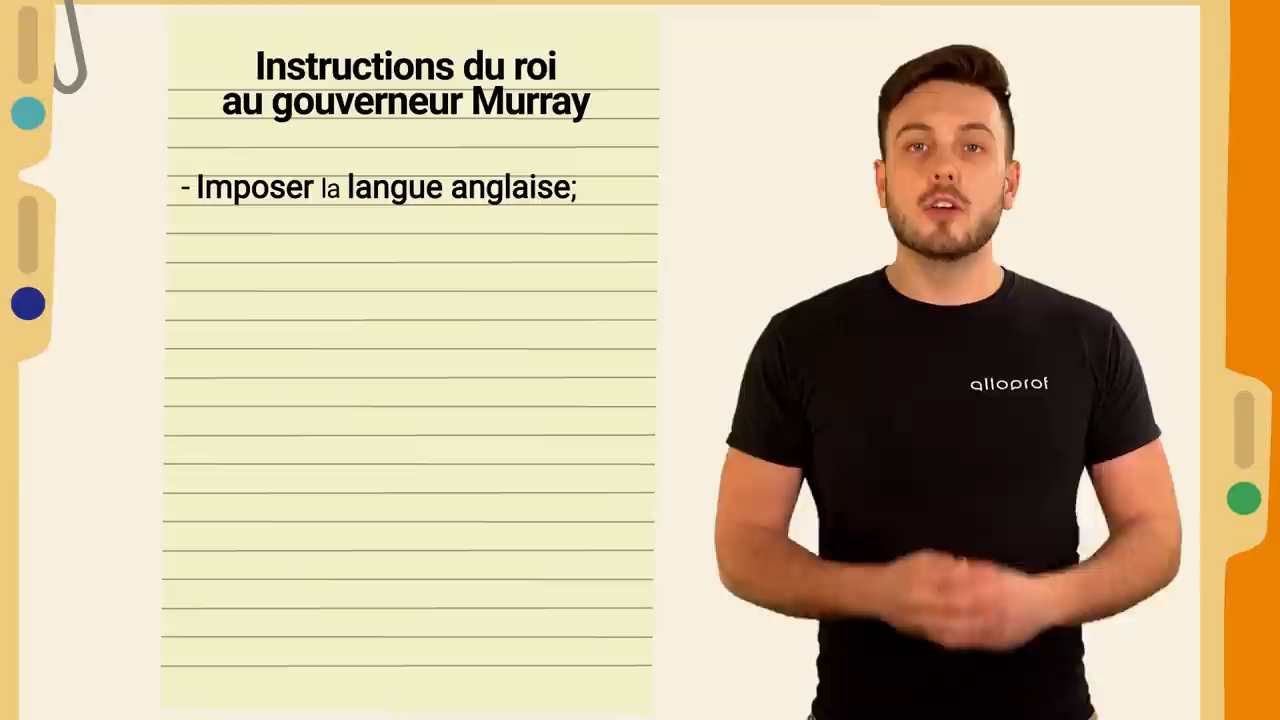 Instructions du roi
au gouverneur Murray
- Imposer la langue anglaise;
alloprof